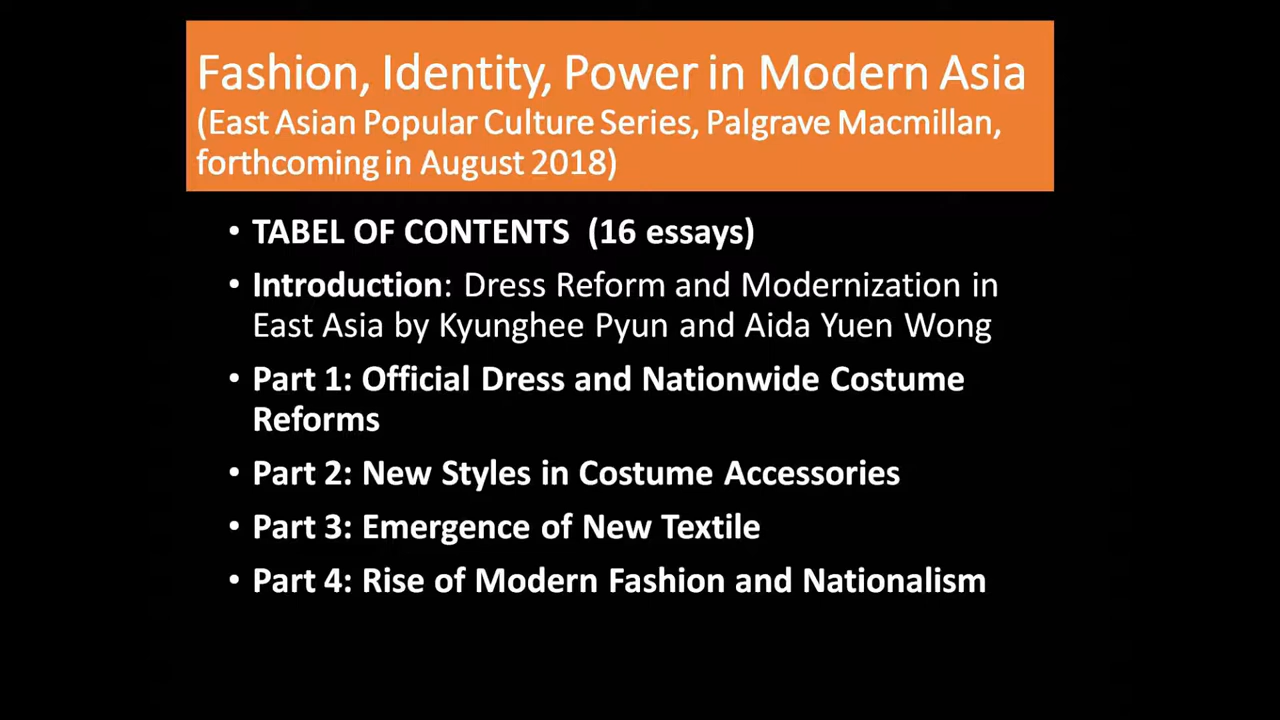 Fashion, Identity, Power in Modern Asia
(East Asian Popular Culture Series, Palgrave Macmillan,
forthcoming in August 2018)
• TABEL OF CONTENTS (16 essays)
• Introduction: Dress Reform and Modernization in
East Asia by Kyunghee Pyun and Aida Yuen Wong
• Part 1: Official Dress and Nationwide Costume
Reforms
• Part 2: New Styles in Costume Accessories
• Part 3: Emergence of New Textile
• Part 4: Rise of Modern Fashion and Nationalism